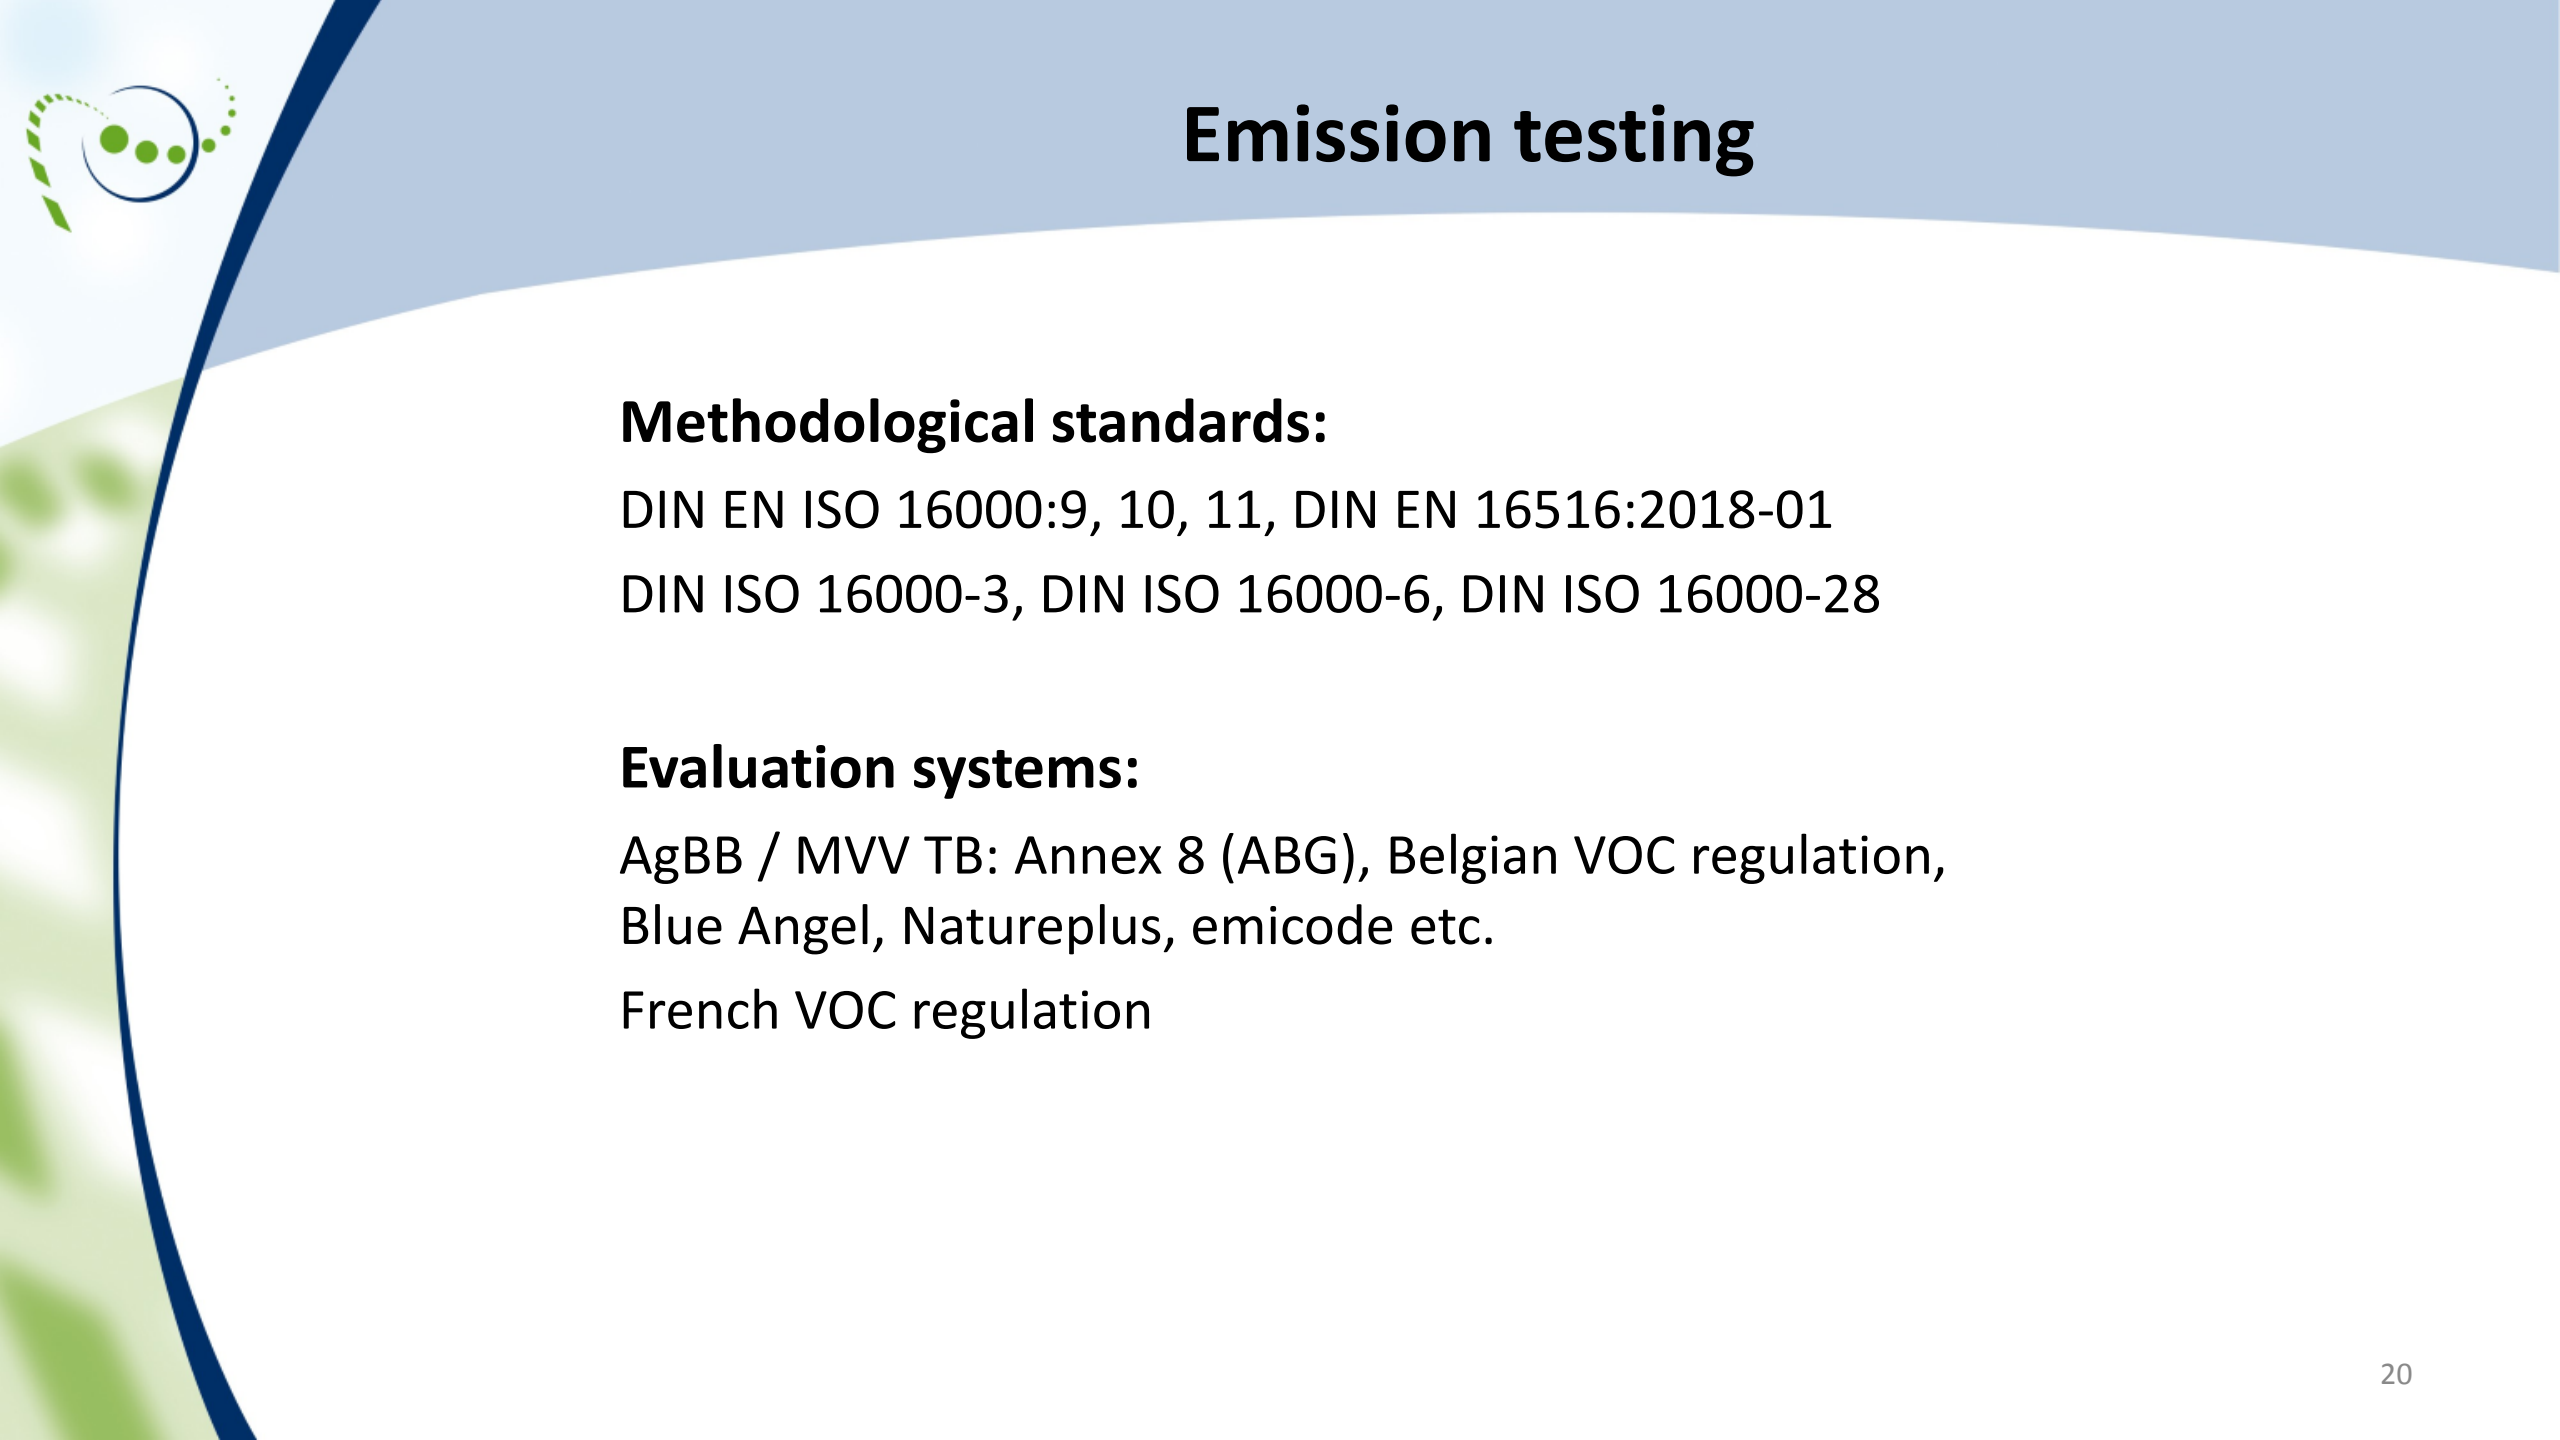 Emission testing
Methodological standards:
DIN EN ISO 16000:9, 10, 11, DIN EN 16516:2018-01
DIN ISO 16000-3, DIN ISO 16000-6, DIN ISO 16000-28
Evaluation systems:
AgBB / MVV TB: Annex 8 (ABG), Belgian VOC regulation,
Blue Angel, Natureplus, emicode etc.
French VOC regulation
20